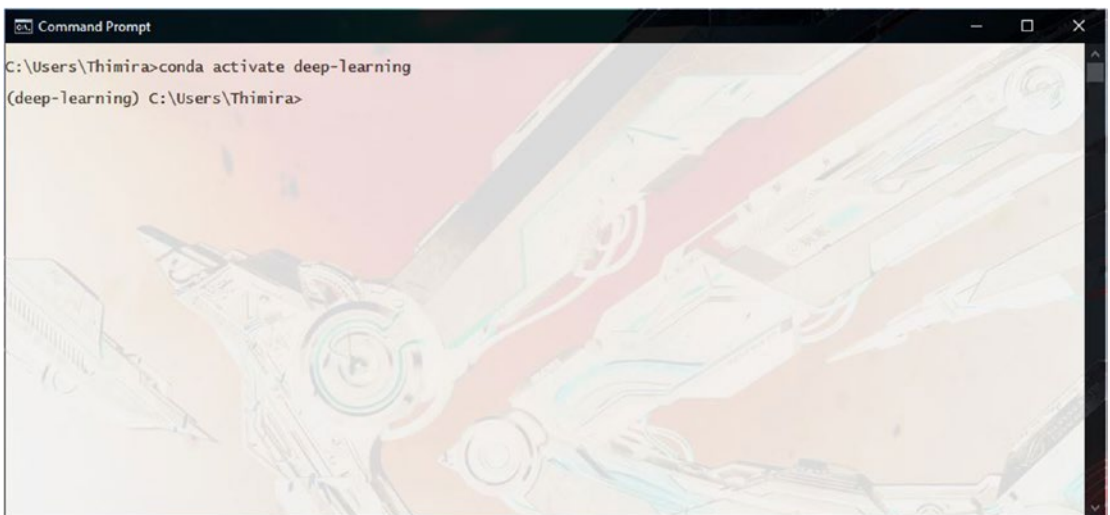 Command Prompt
C:\Users\Thimira>conda activate deep-learning
(deep-learning) C:\Users\Thimira>